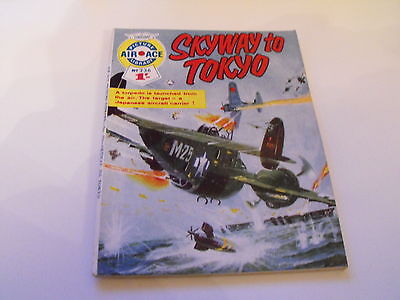 PICTURE
AIR ACE
LIBRARY
1/-
SKYWAY to
TOKYO
A torpedo is launched from
the air. The target - a
Japanese aircraft carrier!
M25